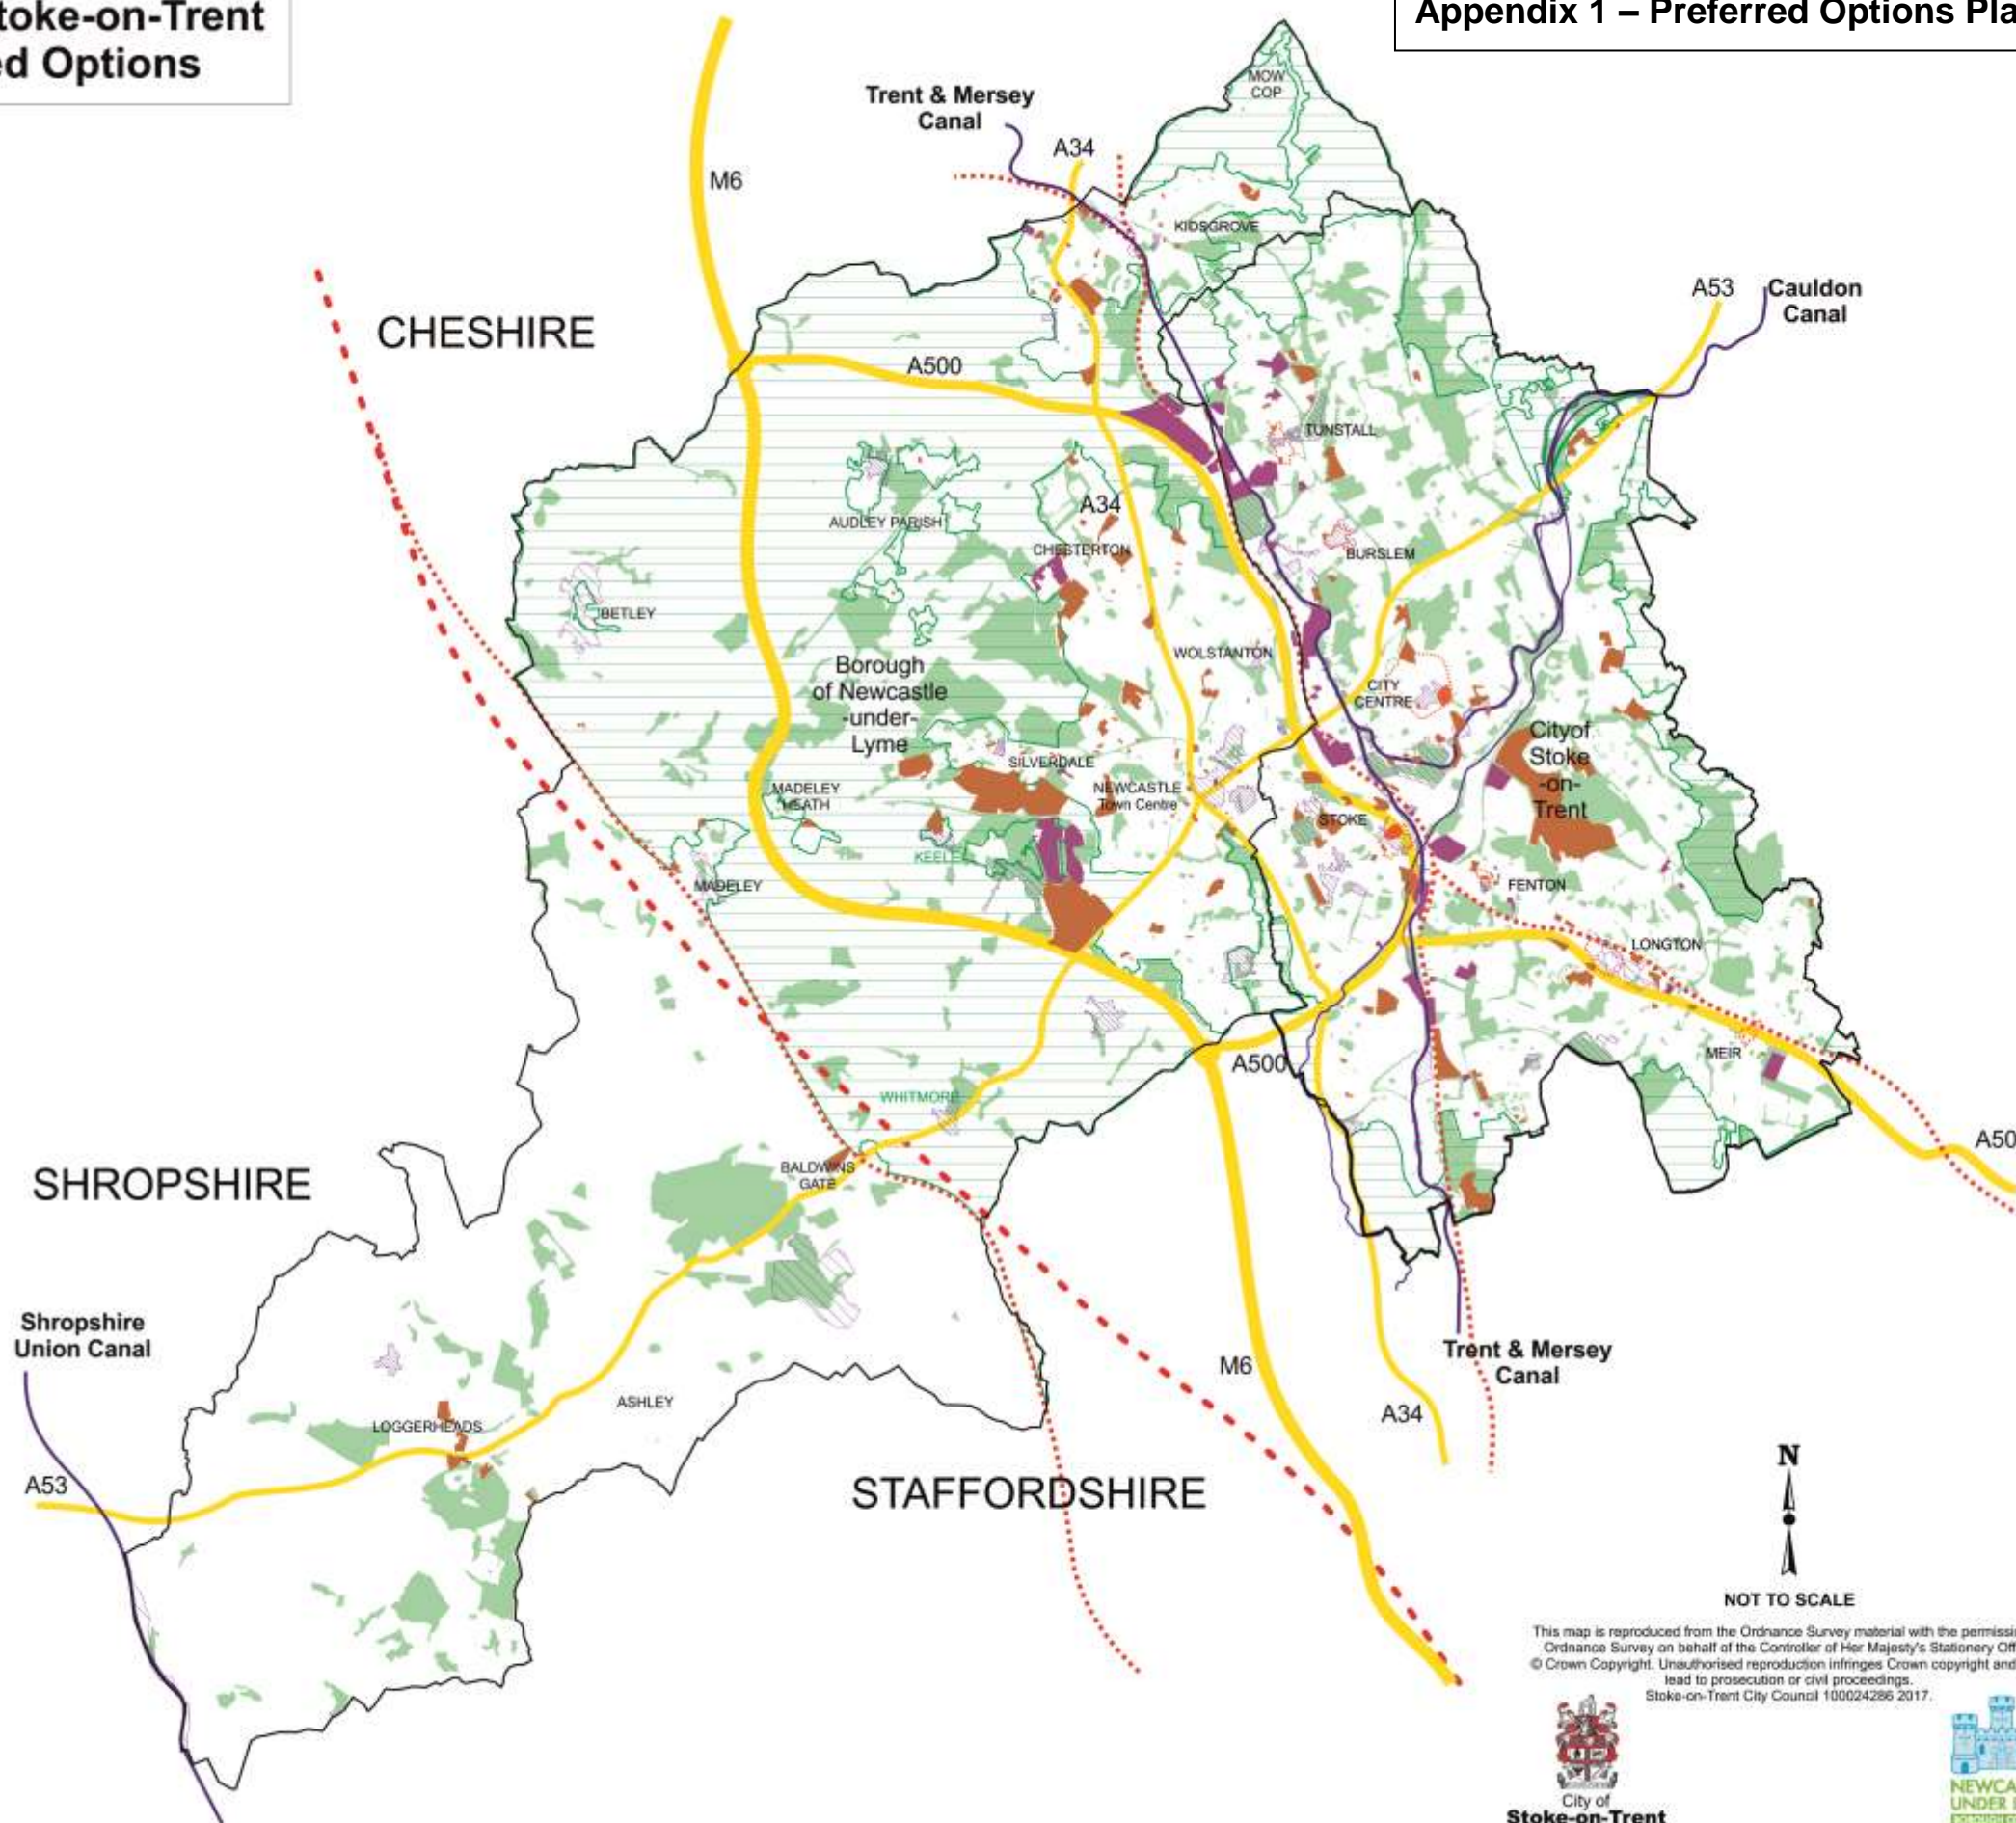 toke-on-Trent
ed Options
Appendix 1 – Preferred Options Pla
MOW
COP
Trent & Mersey
Canal
A34
M6
KIDSGROVE
A53
Cauldon
Canal
CHESHIRE
A500
TUNSTALL
A34
AUDLEY PARISH
CHESTERTON
BURSLEM
BETLEY
WOLSTANTON
Borough
of Newcastle
-under-
Lyme
CITY
CENTRE
Cityof
Stoke
-on-
Trent
SILVERDALE
MADELEY
HEATH
NEWCASTLE
Town Centre
STOKE
KEELE
MADELEY
FENTON
LONGTON
MEIR
A500
WHITMORE
A50
BALDWINS
GATE
SHROPSHIRE
Shropshire
Union Canal
Trent & Mersey
Canal
M6
ASHLEY
A34
LOGGERHEADS
A53
STAFFORDSHIRE
N
NOT TO SCALE
This map is reproduced from the Ordnance Survey material with the permissi
Ordnance Survey on behalf of the Controller of Her Majesty's Stationery Off
© Crown Copyright. Unauthorised reproduction infringes Crown copyright and
lead to prosecution or civil proceedings.
Stoke-on-Trent City Council 100024286 2017.
City of
Stoke-on-Trent
NEWCA
UNDER